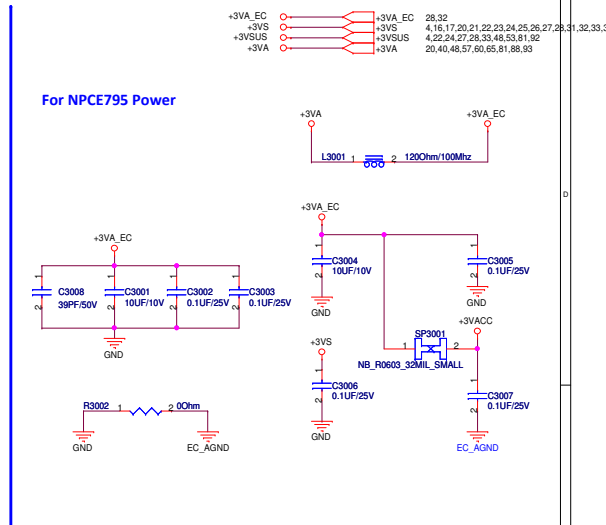 +3VA_EC +3VA_EC 28,32
+3VS +3VS 4,16,17,20,21,22,23,24,25,26,27,28,31,32,33,3
+3VSUS +3VSUS 4,22,24,27,28,33,48,53,81,92
+3VA +3VA 20,40,48,57,60,65,81,88,93
For NPCE795 Power
+3VA +3VA_EC
L3001 1 2 120Ohm/100Mhz
D
+3VA_EC
+3VA_EC
1 C3004
10UF/10V
2
GND
1 C3005
0.1UF/25V
2
GND
1 C3008
39PF/50V
2
1 C3001
10UF/10V
2
1 C3002
0.1UF/25V
2
1 C3003
0.1UF/25V
2
GND
+3VACC
SP3001
1 2
NB_R0603_32MIL_SMALL
+3VS
1 C3006
0.1UF/25V
2
GND
1 C3007
0.1UF/25V
2
EC_AGND
R3002 1 2 0Ohm
GND EC_AGND